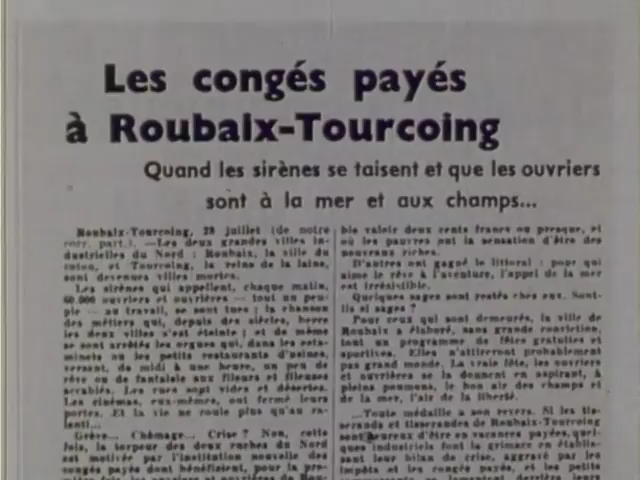 Les congés payés
à Roubaix-Tourcoing
Quand les sirènes se taisent et que les ouvriers
sont à la mer et aux champs...
Roubaix-Tourcoing, 28 juillet (de notre
corr. part.). —Les deux grandes villes in-
dustrielles du Nord : Roubaix, la ville du
coton, et Tourcoing, la reine de la laine,
sont devenues villes mortes.
Les sirènes qui appellent, chaque matin,
60.000 ouvriers et ouvrières — tout un peu-
ple — au travail, se sont tues ; la chanson
des métiers qui, depuis des siècles, berce
les deux villes s'est éteinte ; et de même
se sont arrêtés les orgues qui, dans les esta-
minets ou les petits restaurants d'usines,
versent, de midi à une heure, un peu de
rêve ou de fantaisie aux fileurs et fileuses
accablés. Les rues sont vides et désertes.
Les cinémas, eux-mêmes, ont fermé leurs
portes. Et la vie ne roule plus qu'au ra-
lenti...
Grève... Chômage... Crise ? Non, cette
fois, la torpeur des deux ruches du Nord
est motivée par l'institution nouvelle des
congés payés dont bénéficient, pour la pre-
ble valoir deux cents francs ou presque, et
où les pauvres ont la sensation d'être des
nouveaux riches.
D'autres ont gagné le littoral : pour qui
aime le rêve à l'aventure, l'appel de la mer
est irrésistible.
Quelques sages sont restés chez eux. Sont-
ils si sages ?
Pour ceux qui sont demeurés, la ville de
Roubaix a élaboré, sans grande conviction,
tout un programme de fêtes gratuites et
sportives. Elles n'attireront probablement
pas grand monde. La vraie fête, les ouvriers
et ouvrières se la donnent en aspirant, à
pleins poumons, le bon air des champs et
de la mer, l'air de la liberté.
...Toute médaille a son revers. Si les tis-
serands et tisserandes de Roubaix-Tourcoing
sont heureux d'être en vacances payées, quel-
ques industriels font la grimace en établis-
sant leur bilan de crise, aggravé par les
impôts et les congés payés, et les petits